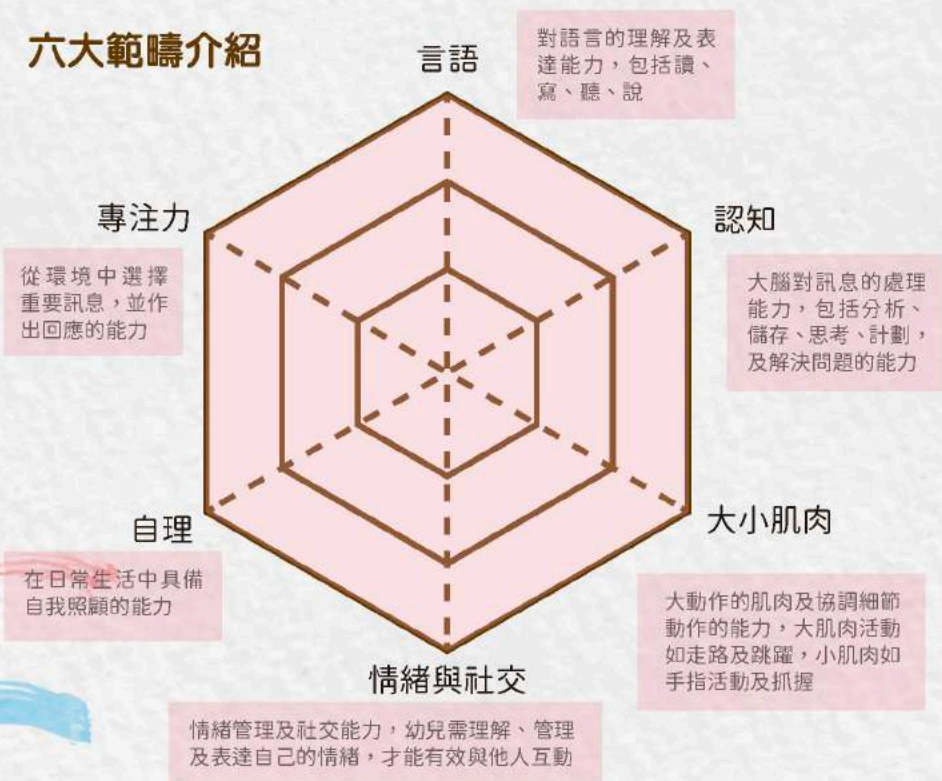 六大範疇介紹
言語
對語言的理解及表
達能力，包括讀、
寫、聽、說
專注力
從環境中選擇
重要訊息，並作
出回應的能力
認知
大腦對訊息的處理
能力，包括分析、
儲存、思考、計劃，
及解決問題的能力
自理
在日常生活中具備
自我照顧的能力
大小肌肉
大動作的肌肉及協調細節
動作的能力，大肌肉活動
如走路及跳躍，小肌肉如
手指活動及抓握
情緒與社交
情緒管理及社交能力，幼兒需理解、管理
及表達自己的情緒，才能有效與他人互動